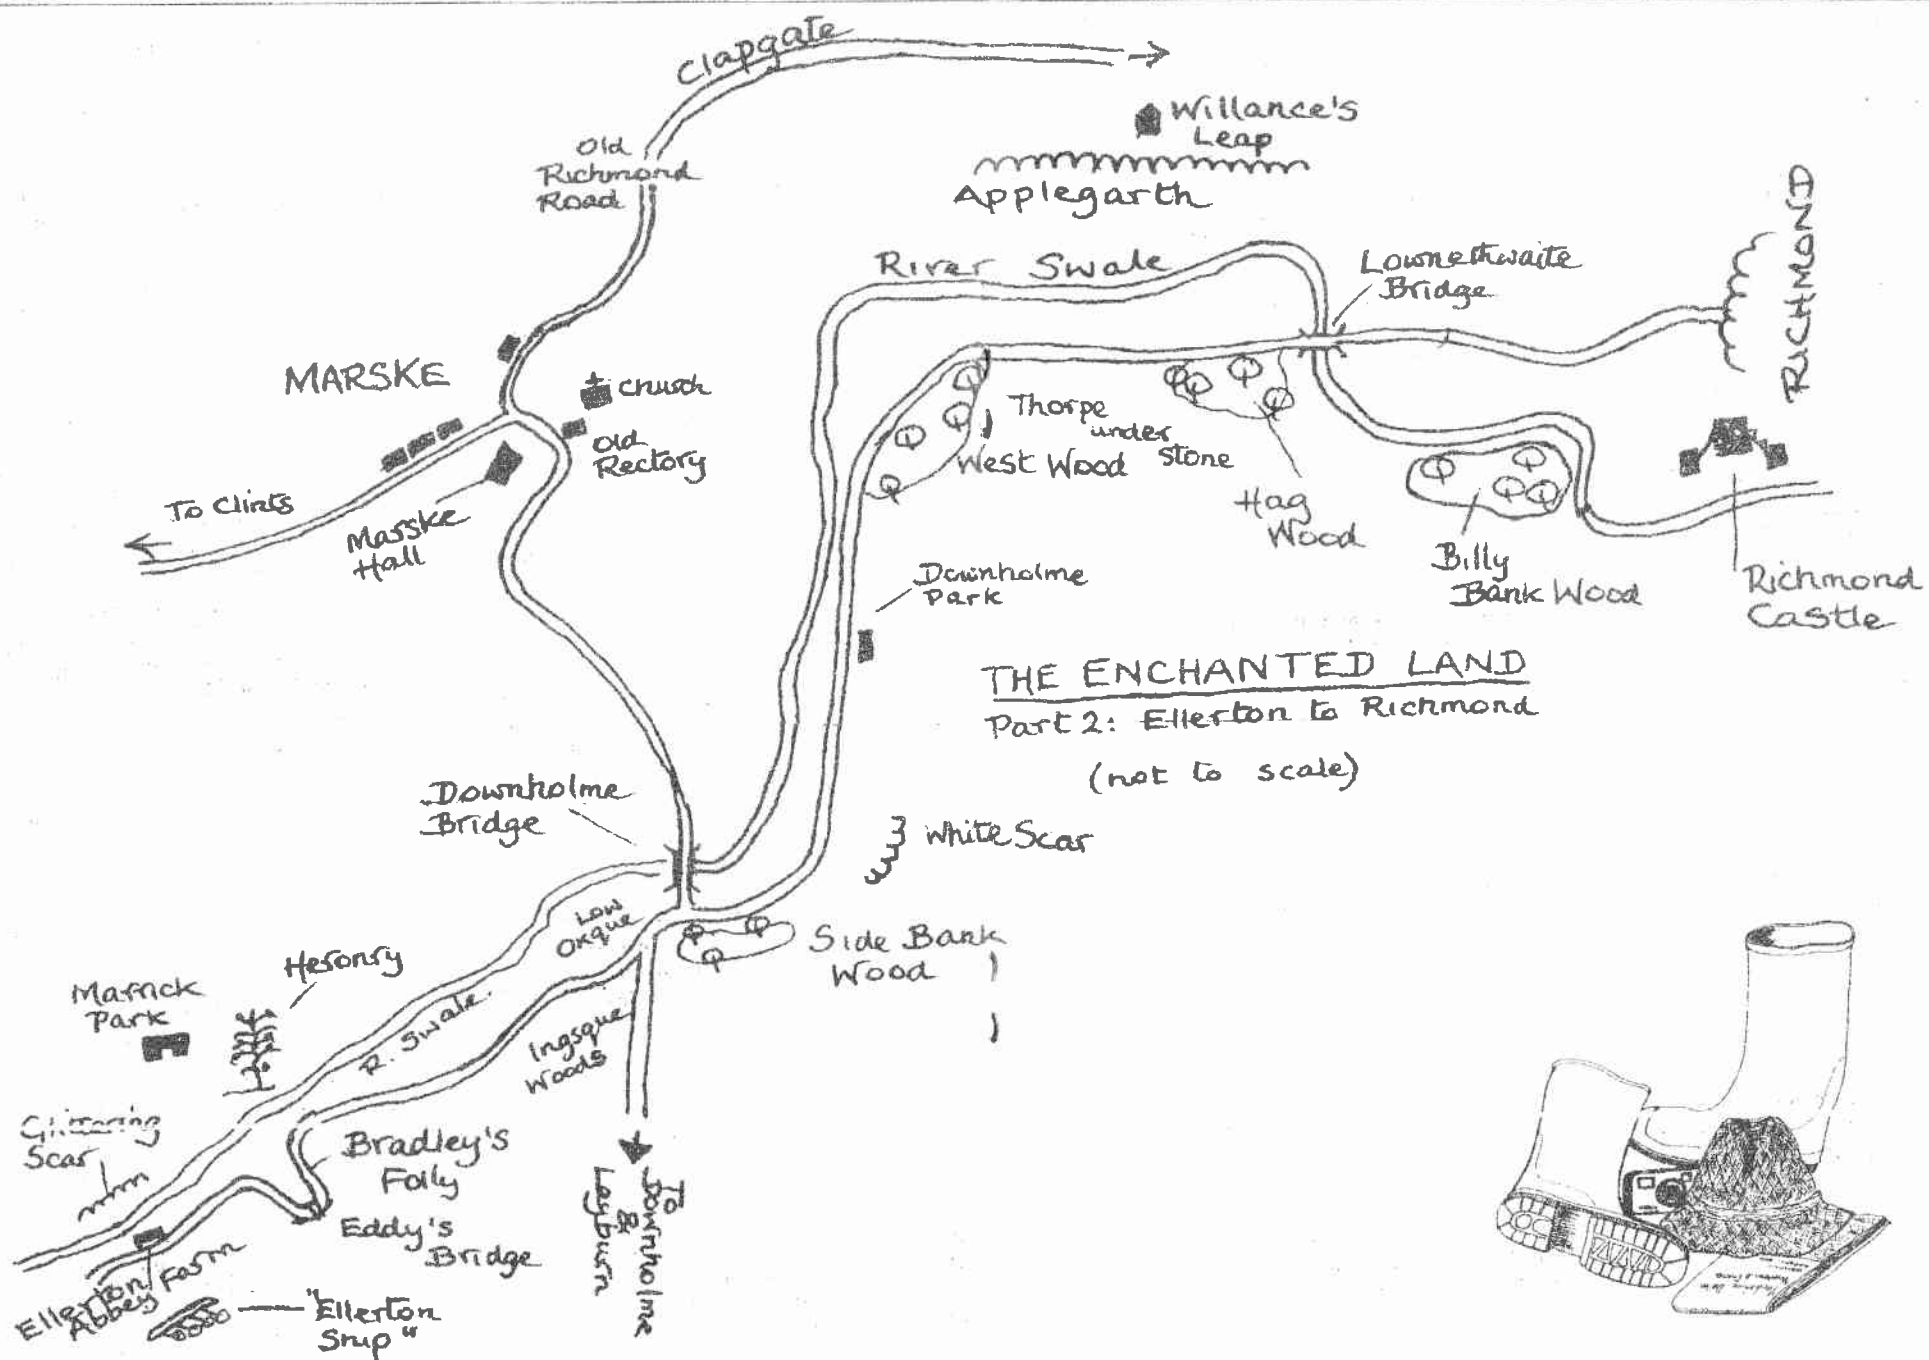 Clapgate
Willance's
Leap
Old
Richmond
Road
Applegarth
RICHMOND
River Swale
Lownethwaite
Bridge
MARSKE
Church
Thorpe
under
stone
Old
Rectory
West Wood
To Clints
Marske
Hall
Hag
Wood
Billy
Bank Wood
Richmond
Castle
Downholme
Park
THE ENCHANTED LAND
Part 2: Ellerton to Richmond
(not to scale)
Downholme
Bridge
White Scar
Low
Oxque
Side Bank
Wood
Heronry
Marrick
Park
R. Swale.
Ingsque
Woods
Glittering
Scar
Bradley's
Folly
Eddy's
Bridge
To
Downholme
&
Leyburn
Ellerton
Abbey Farm
"Ellerton
Ship"